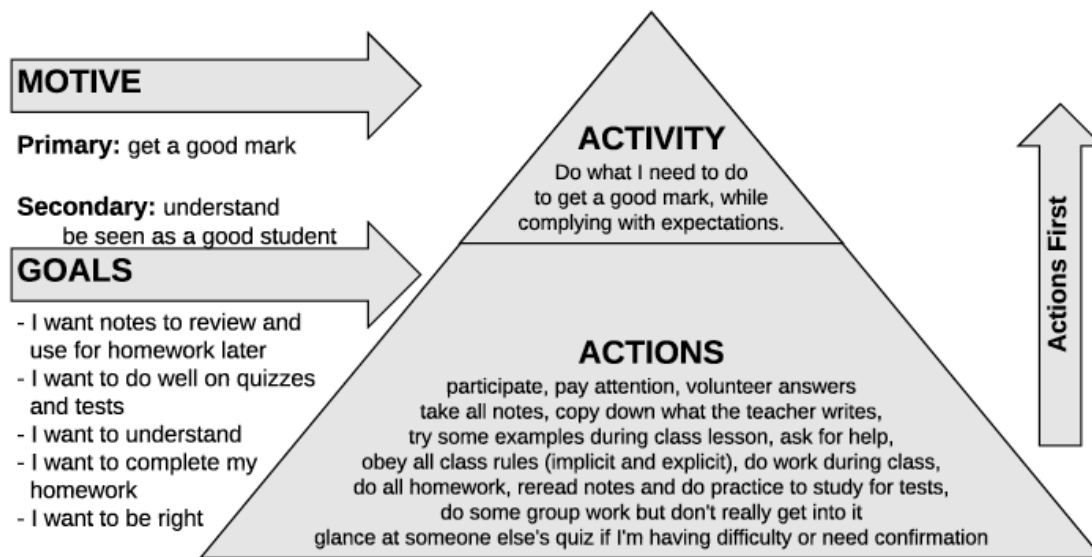 MOTIVE
Primary: get a good mark
Secondary: understand
be seen as a good student
GOALS
- I want notes to review and
use for homework later
- I want to do well on quizzes
and tests
- I want to understand
- I want to complete my
homework
- I want to be right
ACTIVITY
Do what I need to do
to get a good mark, while
complying with expectations.
ACTIONS
participate, pay attention, volunteer answers
take all notes, copy down what the teacher writes,
try some examples during class lesson, ask for help,
obey all class rules (implicit and explicit), do work during class,
do all homework, reread notes and do practice to study for tests,
do some group work but don't really get into it
glance at someone else's quiz if I'm having difficulty or need confirmation
Actions First